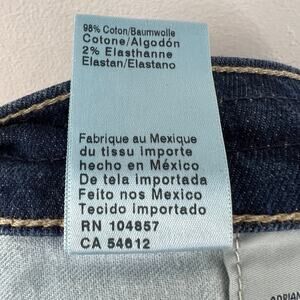 98% Coton/Baumwolle
Cotone/Algodón
2% Elasthanne
Elastan/Elastano
Fabrique au Mexique
du tissu importe
hecho en México
De tela importada
Feito nos Mexico
Tecido importado
RN 104857
CA 54612